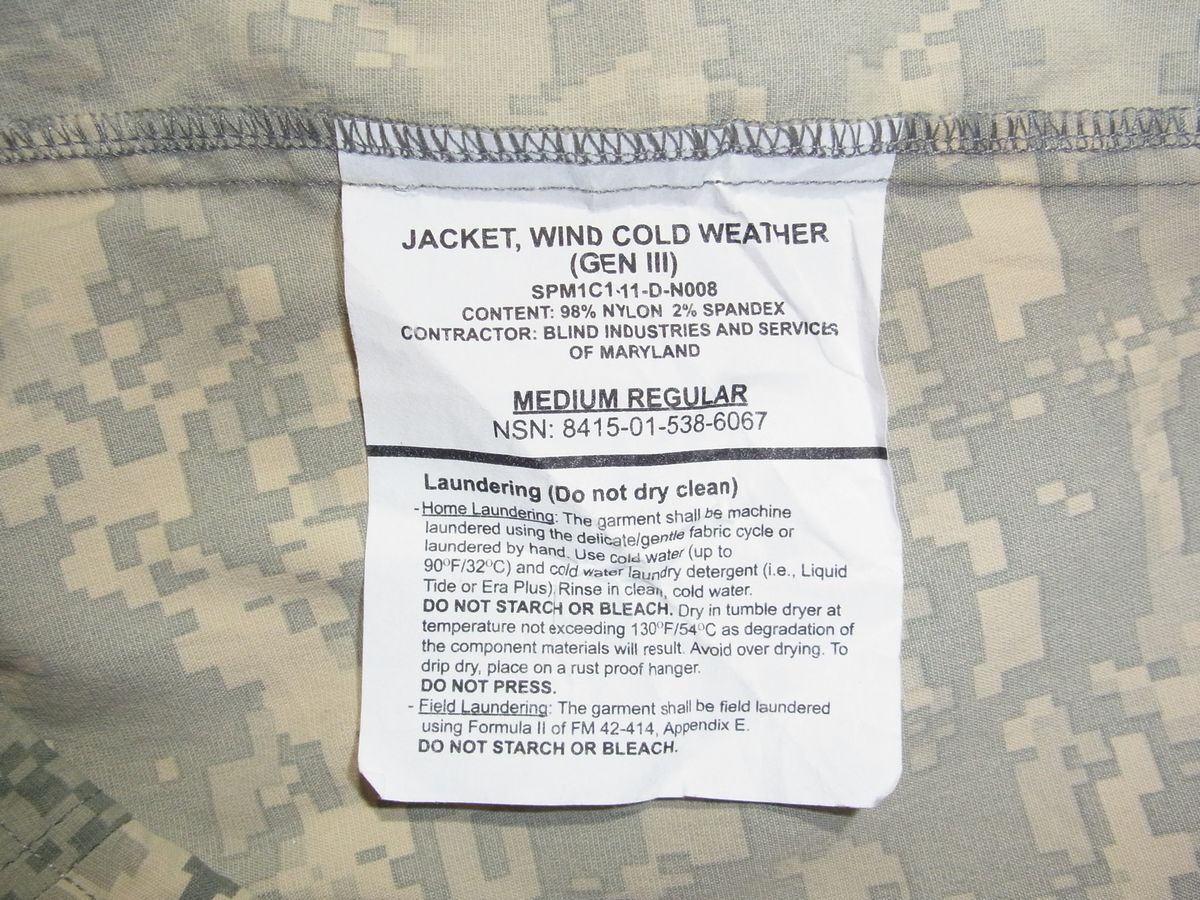 JACKET, WIND COLD WEATHER
(GEN III)
SPM1C1-11-D-N008
CONTENT: 98% NYLON 2% SPANDEX
CONTRACTOR: BLIND INDUSTRIES AND SERVICES
OF MARYLAND
MEDIUM REGULAR
NSN: 8415-01-538-6067
Laundering (Do not dry clean)
-Home Laundering: The garment shall be machine
laundered using the delicate/gentle fabric cycle or
laundered by hand. Use cold water (up to
90°F/32°C) and cold water laundry detergent (i.e., Liquid
Tide or Era Plus). Rinse in clean, cold water.
DO NOT STARCH OR BLEACH. Dry in tumble dryer at
temperature not exceeding 130°F/54°C as degradation of
the component materials will result. Avoid over drying. To
drip dry, place on a rust proof hanger.
DO NOT PRESS.
- Field Laundering: The garment shall be field laundered
using Formula II of FM 42-414, Appendix E.
DO NOT STARCH OR BLEACH.